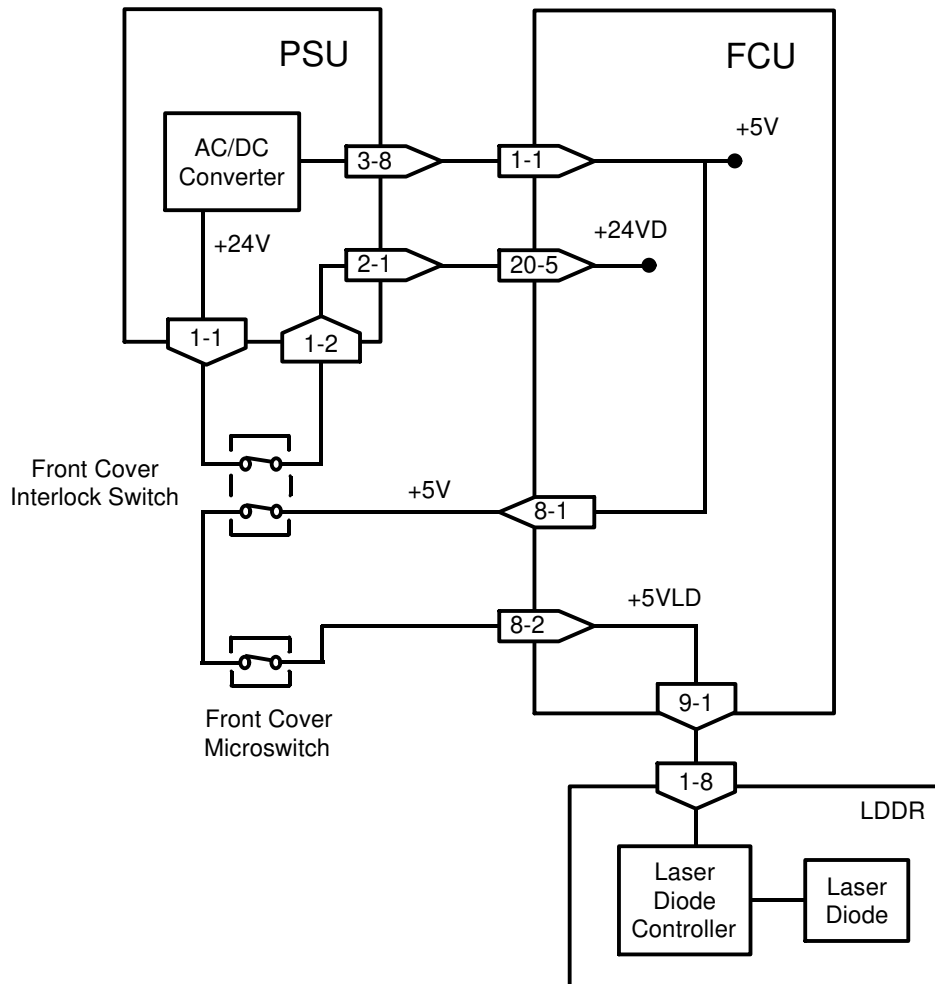 PSU
FCU
AC/DC
Converter
3-8
1-1
+5V
+24V
2-1
20-5
+24VD
1-1
1-2
Front Cover
Interlock Switch
+5V
8-1
8-2
+5VLD
Front Cover
Microswitch
9-1
1-8
LDDR
Laser
Diode
Controller
Laser
Diode